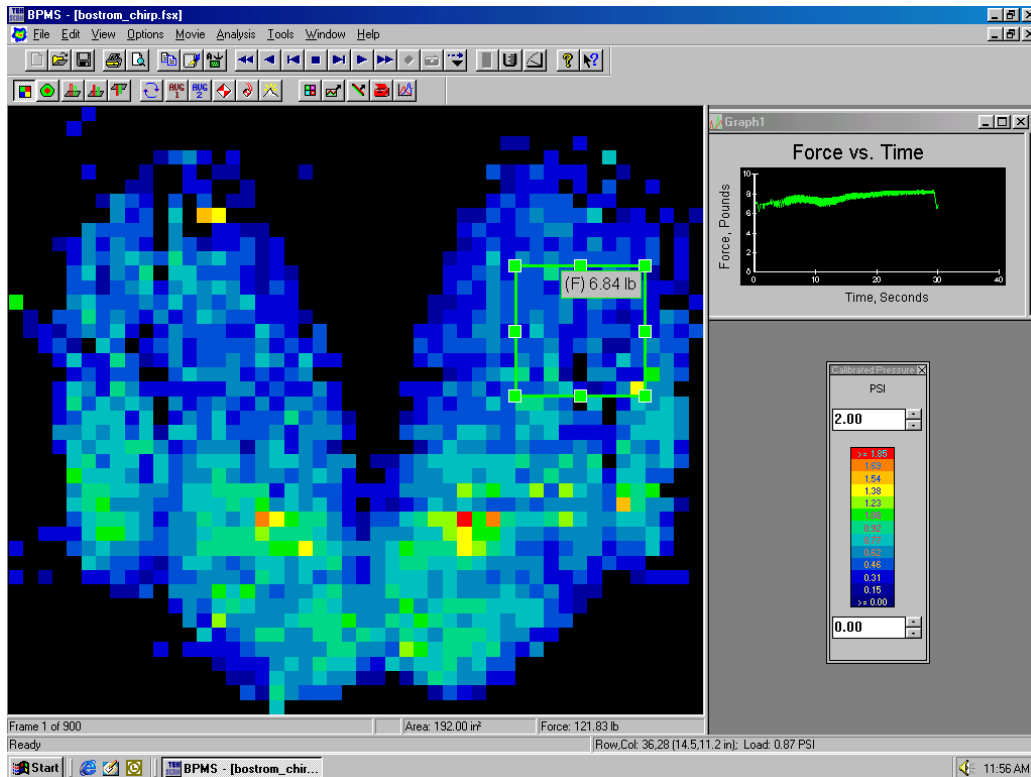 BPMS - [bostrom_chirp.fsx]
File Edit View Options Movie Analysis Tools Window Help
AVG 1 AVG 2
Graph1
Force vs. Time
Force, Pounds
10
8
6
4
2
0
0 10 20 30 40
Time, Seconds
(F) 6.84 lb
Calibrated Pressure
PSI
2.00
>= 1.85
1.69
1.54
1.38
1.23
1.08
0.92
0.77
0.62
0.46
0.31
0.15
>= 0.00
0.00
Frame 1 of 900 Area: 192.00 in² Force: 121.83 lb
Ready Row,Col: 36,28 (14.5,11.2 in); Load: 0.87 PSI
Start BPMS - [bostrom_chir... 11:56 AM